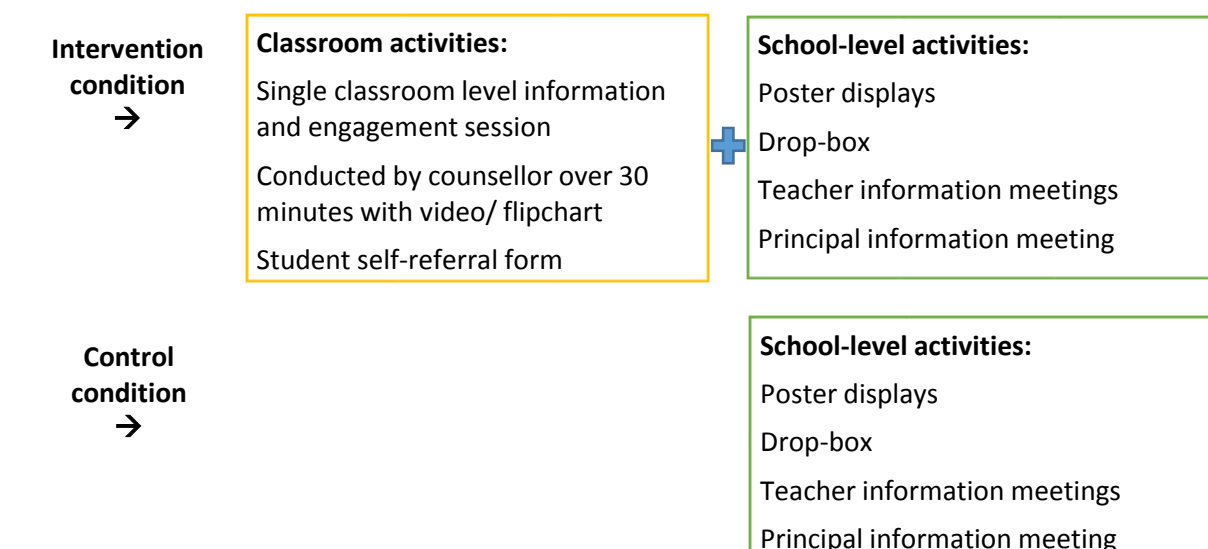 Intervention
condition
→
Classroom activities:
Single classroom level information
and engagement session
Conducted by counsellor over 30
minutes with video/ flipchart
Student self-referral form
School-level activities:
Poster displays
Drop-box
Teacher information meetings
Principal information meeting
Control
condition
→
School-level activities:
Poster displays
Drop-box
Teacher information meetings
Principal information meeting